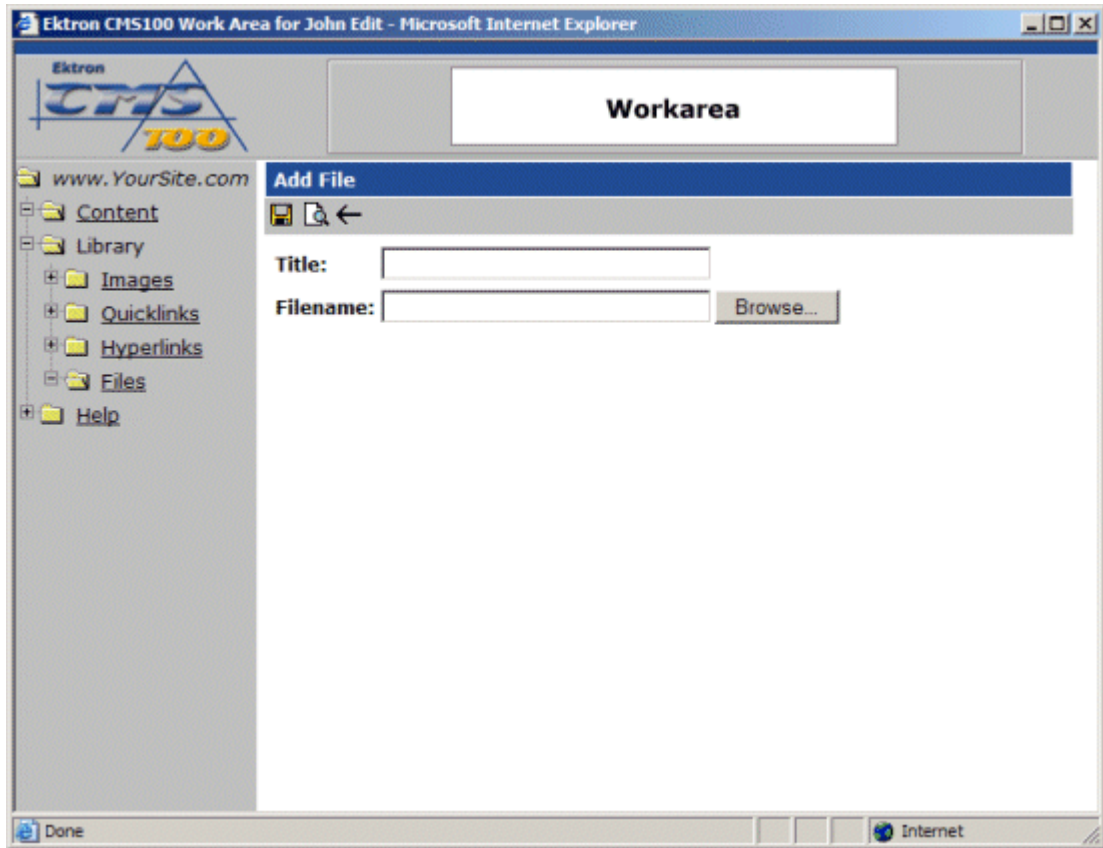 Ektron CMS100 Work Area for John Edit - Microsoft Internet Explorer
Ektron
CMS
100
Workarea
www.YourSite.com
Content
Library
Images
Quicklinks
Hyperlinks
Files
Help
Add File
Title:
Filename:
Browse...
Done
Internet